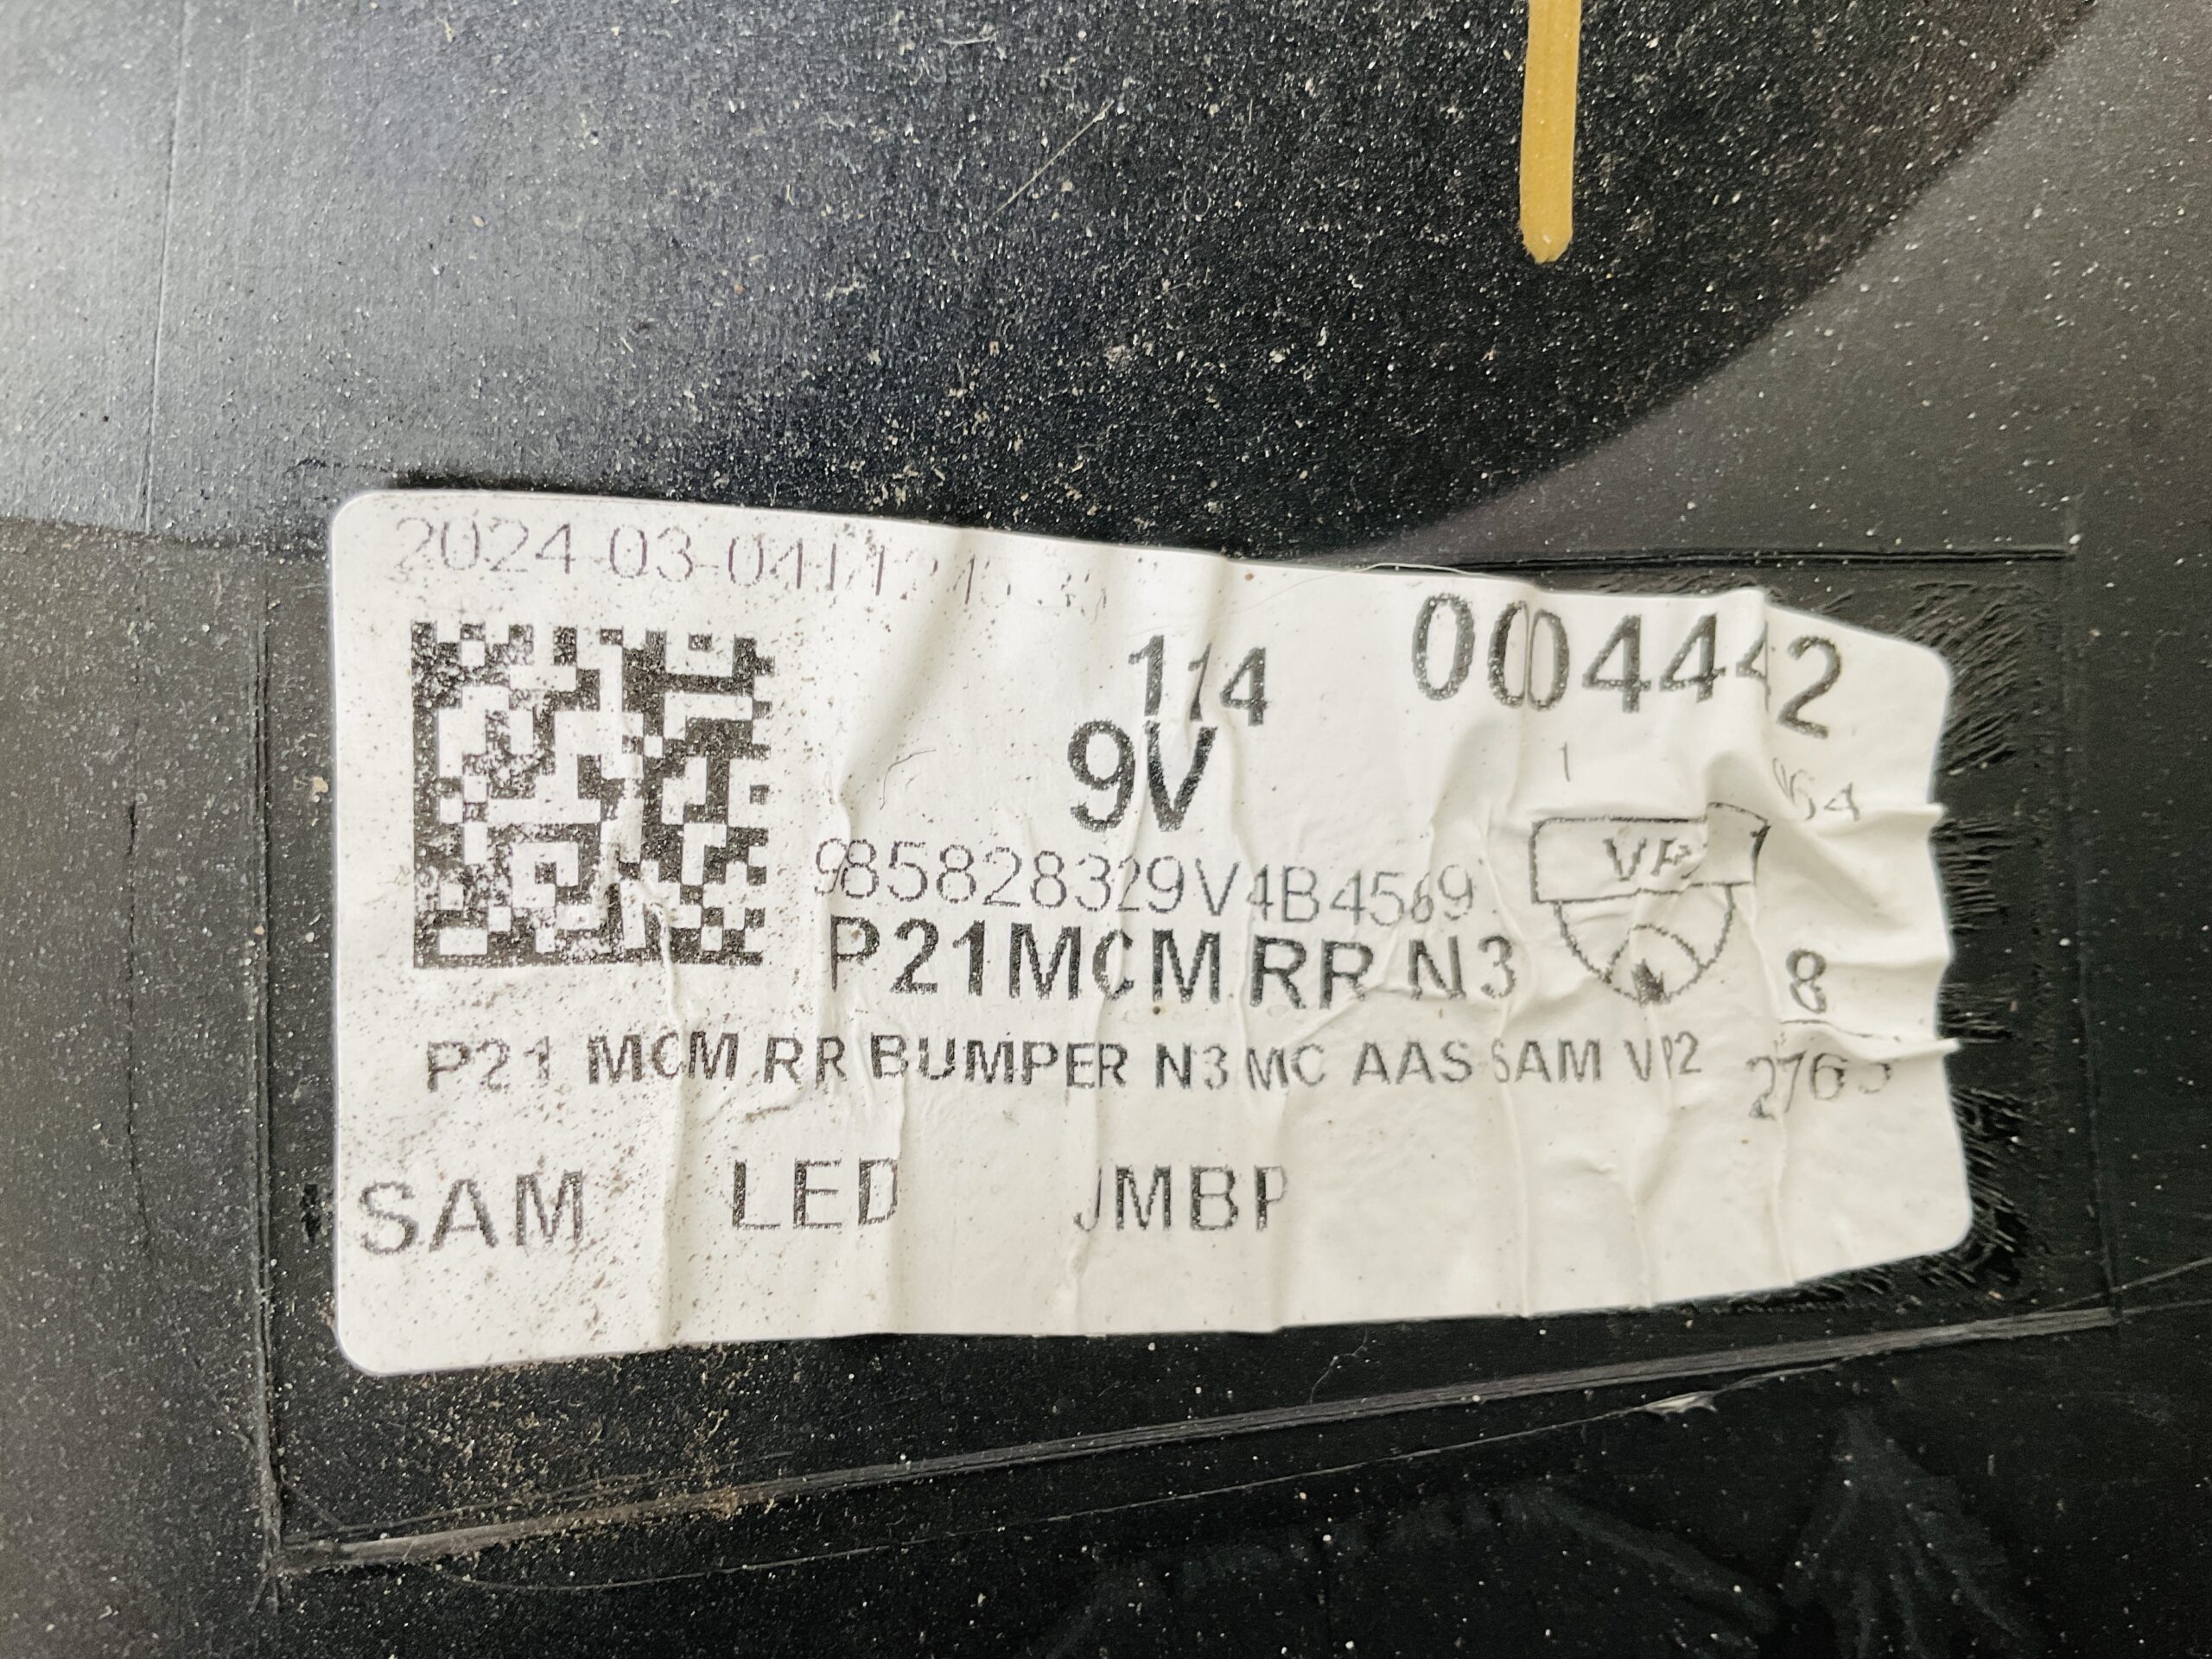 2024-03-04
114 004442
9V
985828329V4B4569
P21MCM RR N3
8
P21 MCM RR BUMPER N3 MC AAS SAM VP2
SAM LED JMBP